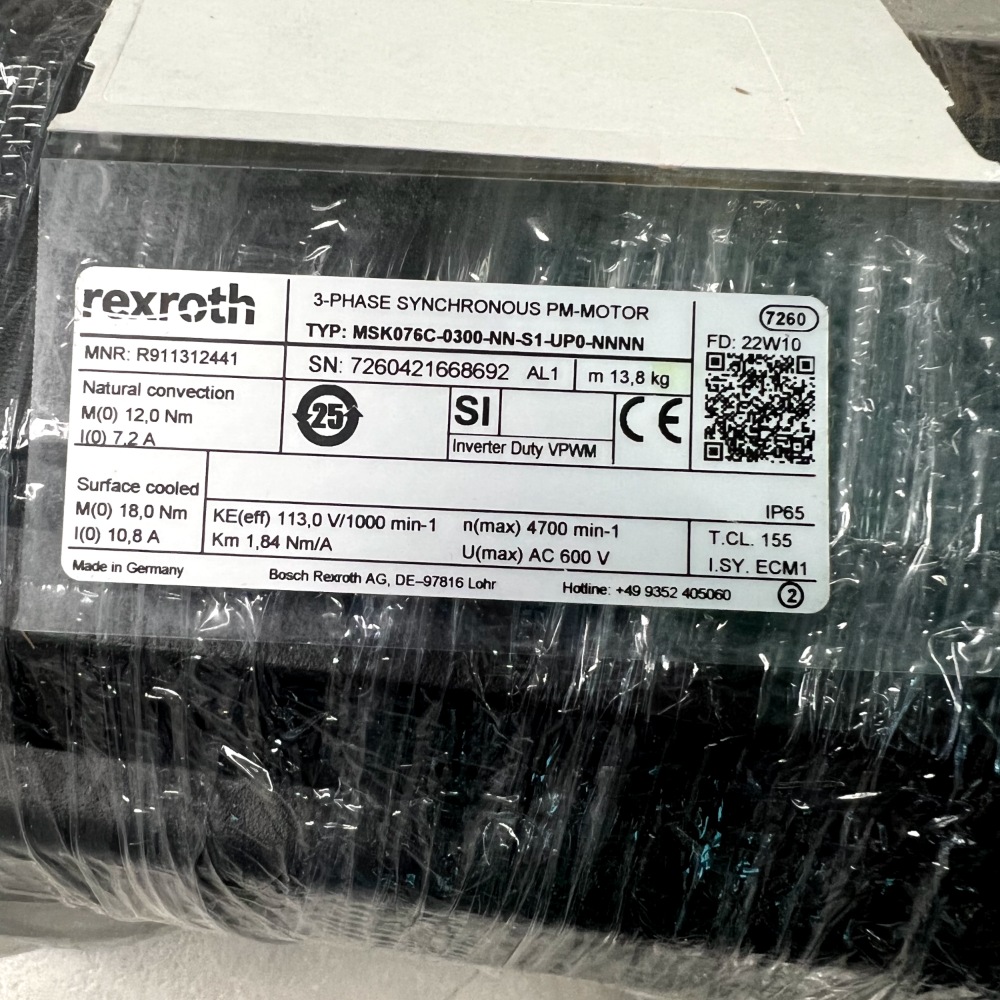 rexroth
3-PHASE SYNCHRONOUS PM-MOTOR
TYP: MSK076C-0300-NN-S1-UP0-NNNN
7260
FD: 22W10
MNR: R911312441
SN: 7260421668692 AL1
m 13,8 kg
Natural convection
M(0) 12,0 Nm
I(0) 7,2 A
25
SI
Inverter Duty VPWM
CE
Surface cooled
M(0) 18,0 Nm
I(0) 10,8 A
KE(eff) 113,0 V/1000 min-1
Km 1,84 Nm/A
n(max) 4700 min-1
U(max) AC 600 V
IP65
T.CL. 155
I.SY. ECM1
Made in Germany
Bosch Rexroth AG, DE-97816 Lohr
Hotline: +49 9352 405060
2